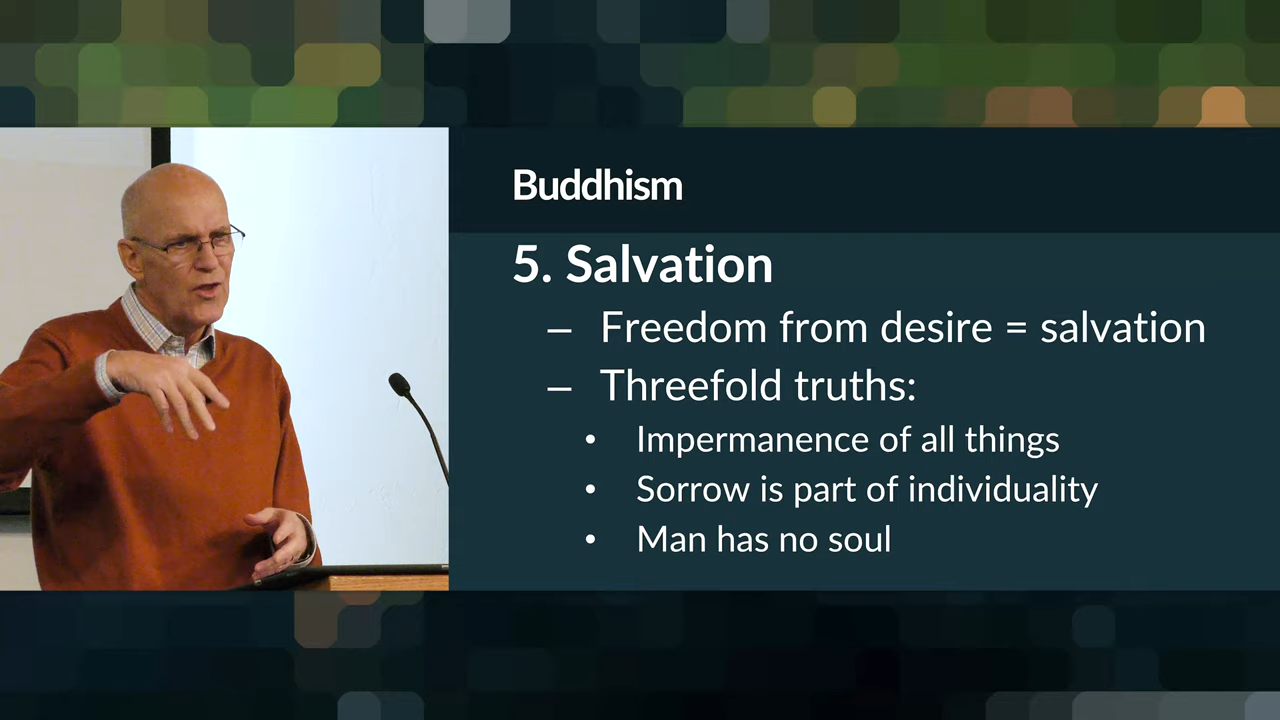 Buddhism
5. Salvation
– Freedom from desire = salvation
– Threefold truths:
• Impermanence of all things
• Sorrow is part of individuality
• Man has no soul